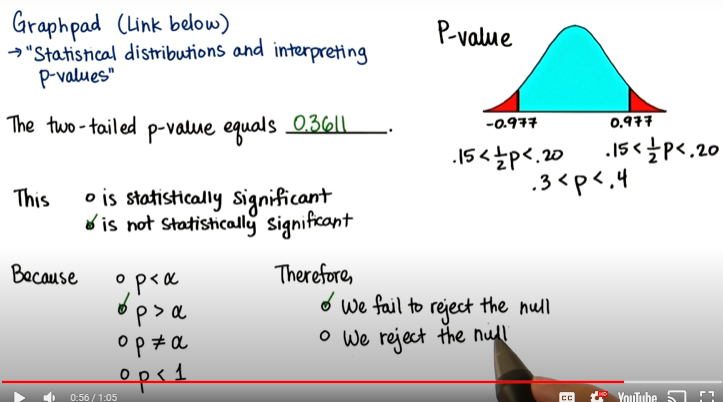 Graphpad (Link below)
→ "Statistical distributions and interpreting
p-values"
P-value
-0.977
0.977
.15 < ½p < .20
.15 < ½p < .20
.3 < p < .4
The two-tailed p-value equals 0.3611.
This
o is statistically significant
is not statistically significant
Because
o p < α
p > α
o p ≠ α
o p < 1
Therefore,
We fail to reject the null
o We reject the null
0:56 / 1:05
CC
HD
YouTube